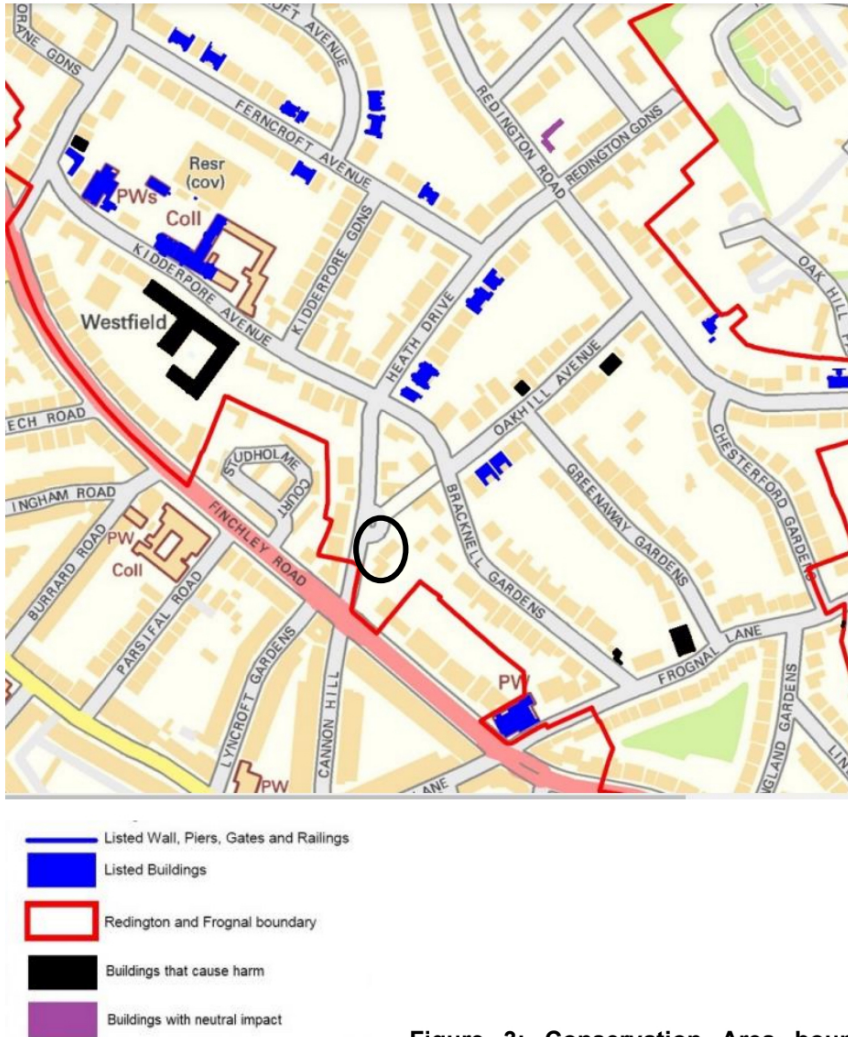 ORANE GDNS
CROFT AVENUE
FERNCROFT AVENUE
REDINGTON ROAD
REDINGTON GDNS
Resr
(cov)
PWs
Coll
KIDDERPORE AVENUE
KIDDERPORE GDNS
Westfield
HEATH DRIVE
OAK HILL
OAKHILL AVENUE
ECH ROAD
STUDHOLME
COURT
INGHAM ROAD
FINCHLEY ROAD
BRACKNELL GARDENS
GREENAWAY GARDENS
CHESTERFORD GARDENS
PW
Coll
BURRARD ROAD
PARSIFAL ROAD
LYNCROFT GARDENS
CANNON HILL
FROGNAL LANE
PW
NGLAND GARDENS
LIN
LANE
PW
Listed Wall, Piers, Gates and Railings
Listed Buildings
Redington and Frognal boundary
Buildings that cause harm
Buildings with neutral impact
Figure 3: Conservation Area boun